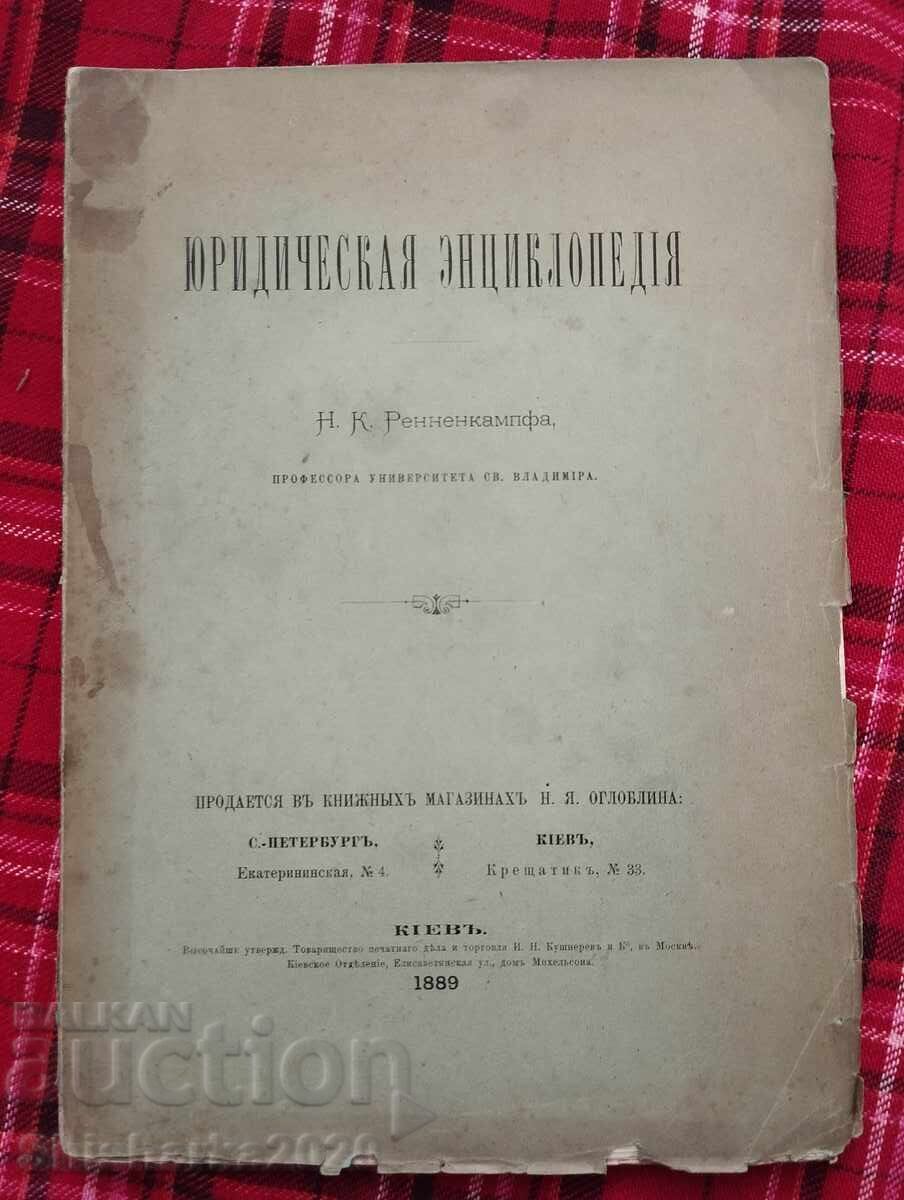 ЮРИДИЧЕСКАЯ ЭНЦИКЛОПЕДІЯ
Н. К. Ренненкампфа,
ПРОФЕССОРА УНИВЕРСИТЕТА СВ. ВЛАДИМІРА.
ПРОДАЕТСЯ ВЪ КНИЖНЫХЪ МАГАЗИНАХЪ Н. Я. ОГЛОБЛИНА:
С.-ПЕТЕРБУРГЪ, КІЕВЪ,
Екатерининская, № 4. Крещатикъ, № 33.
КІЕВЪ.
Высочайше утвержд. Товарищество печатнаго дѣла и торговли И. Н. Кушнеревъ и Кº, въ Москвѣ.
Кіевское Отдѣленіе, Елисаветинская ул., домъ Михельсона.
1889
BALKAN
auction
Shisharka2029